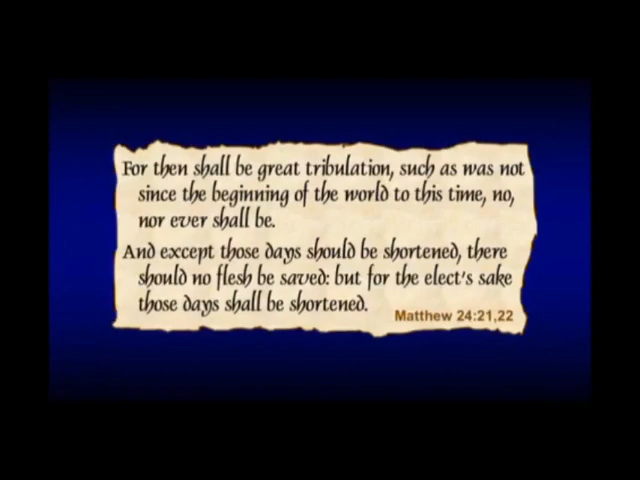 For then shall be great tribulation, such as was not
since the beginning of the world to this time, no,
nor ever shall be.
And except those days should be shortened, there
should no flesh be saved: but for the elect's sake
those days shall be shortened.
Matthew 24:21,22